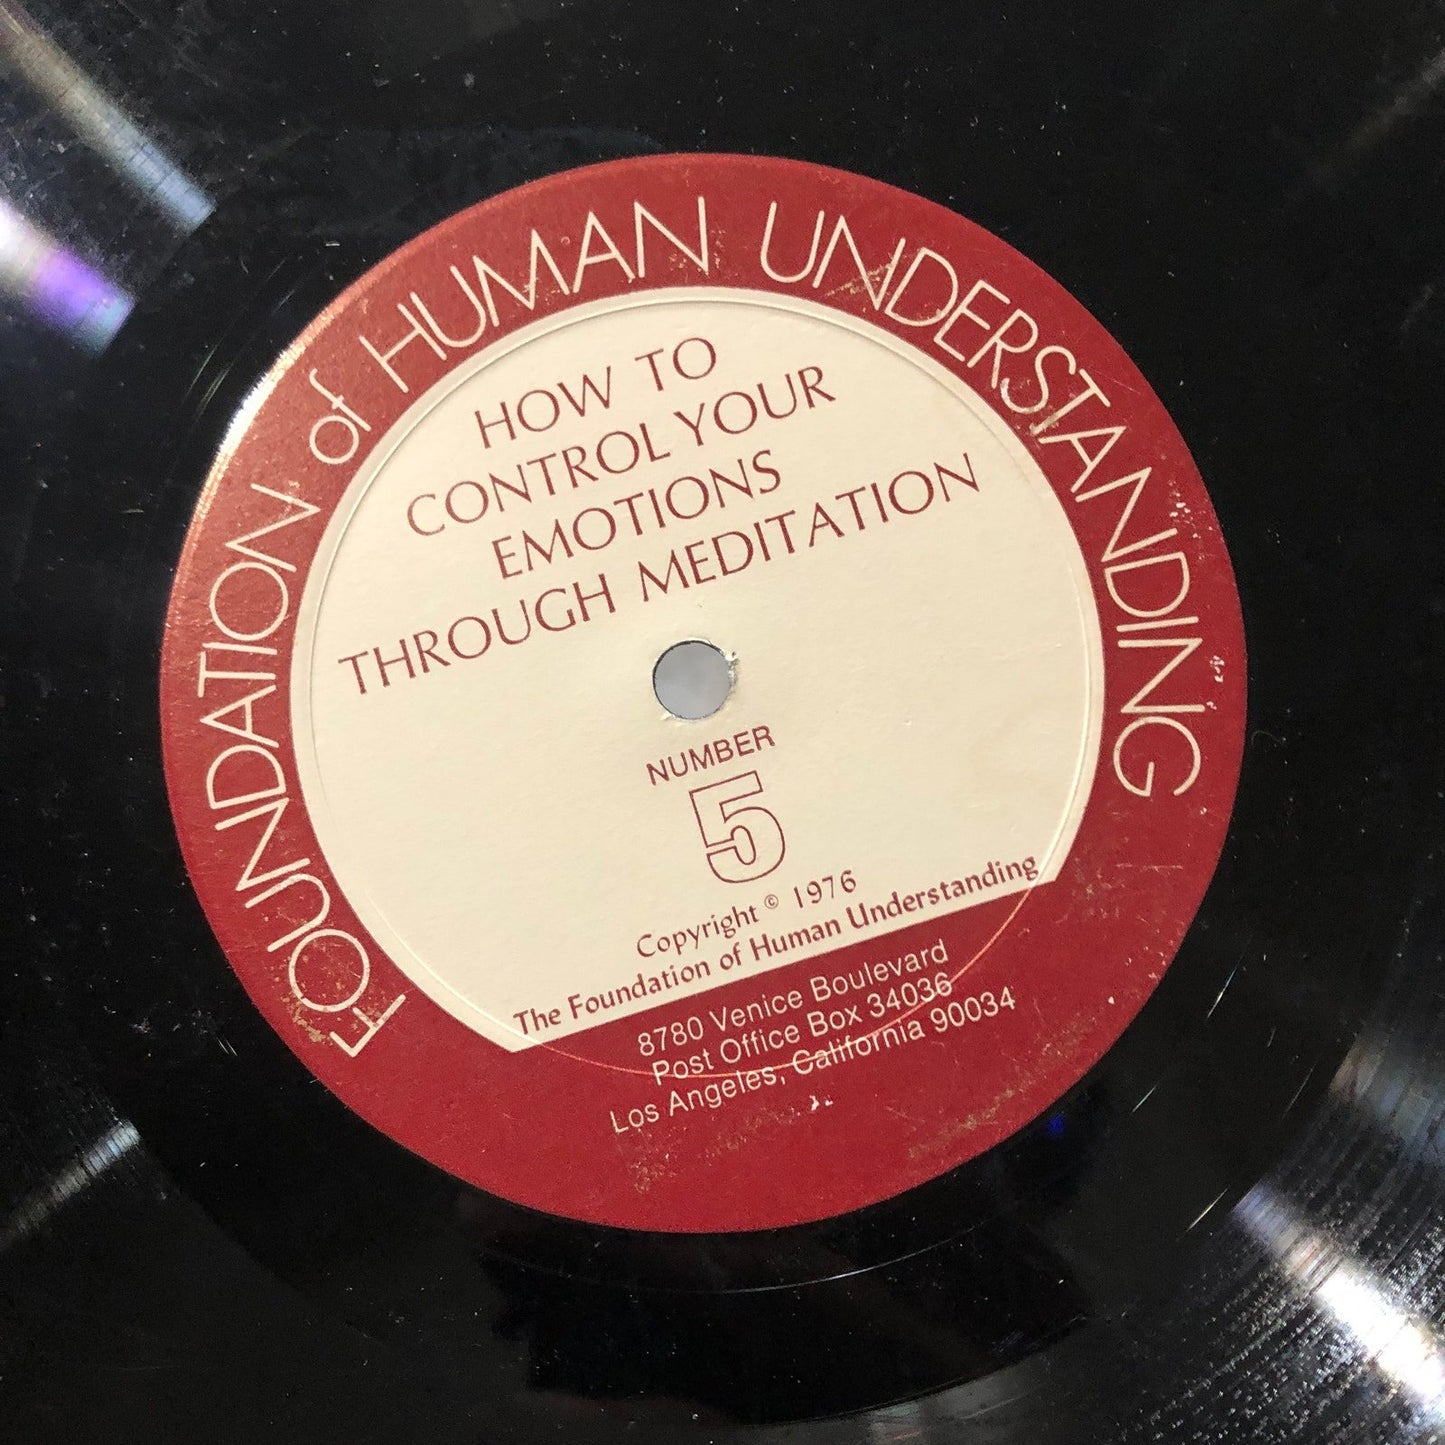 FOUNDATION of HUMAN UNDERSTANDING
HOW TO
CONTROL YOUR
EMOTIONS
THROUGH MEDITATION
NUMBER
5
Copyright © 1976
The Foundation of Human Understanding
8780 Venice Boulevard
Post Office Box 34036
Los Angeles, California 90034